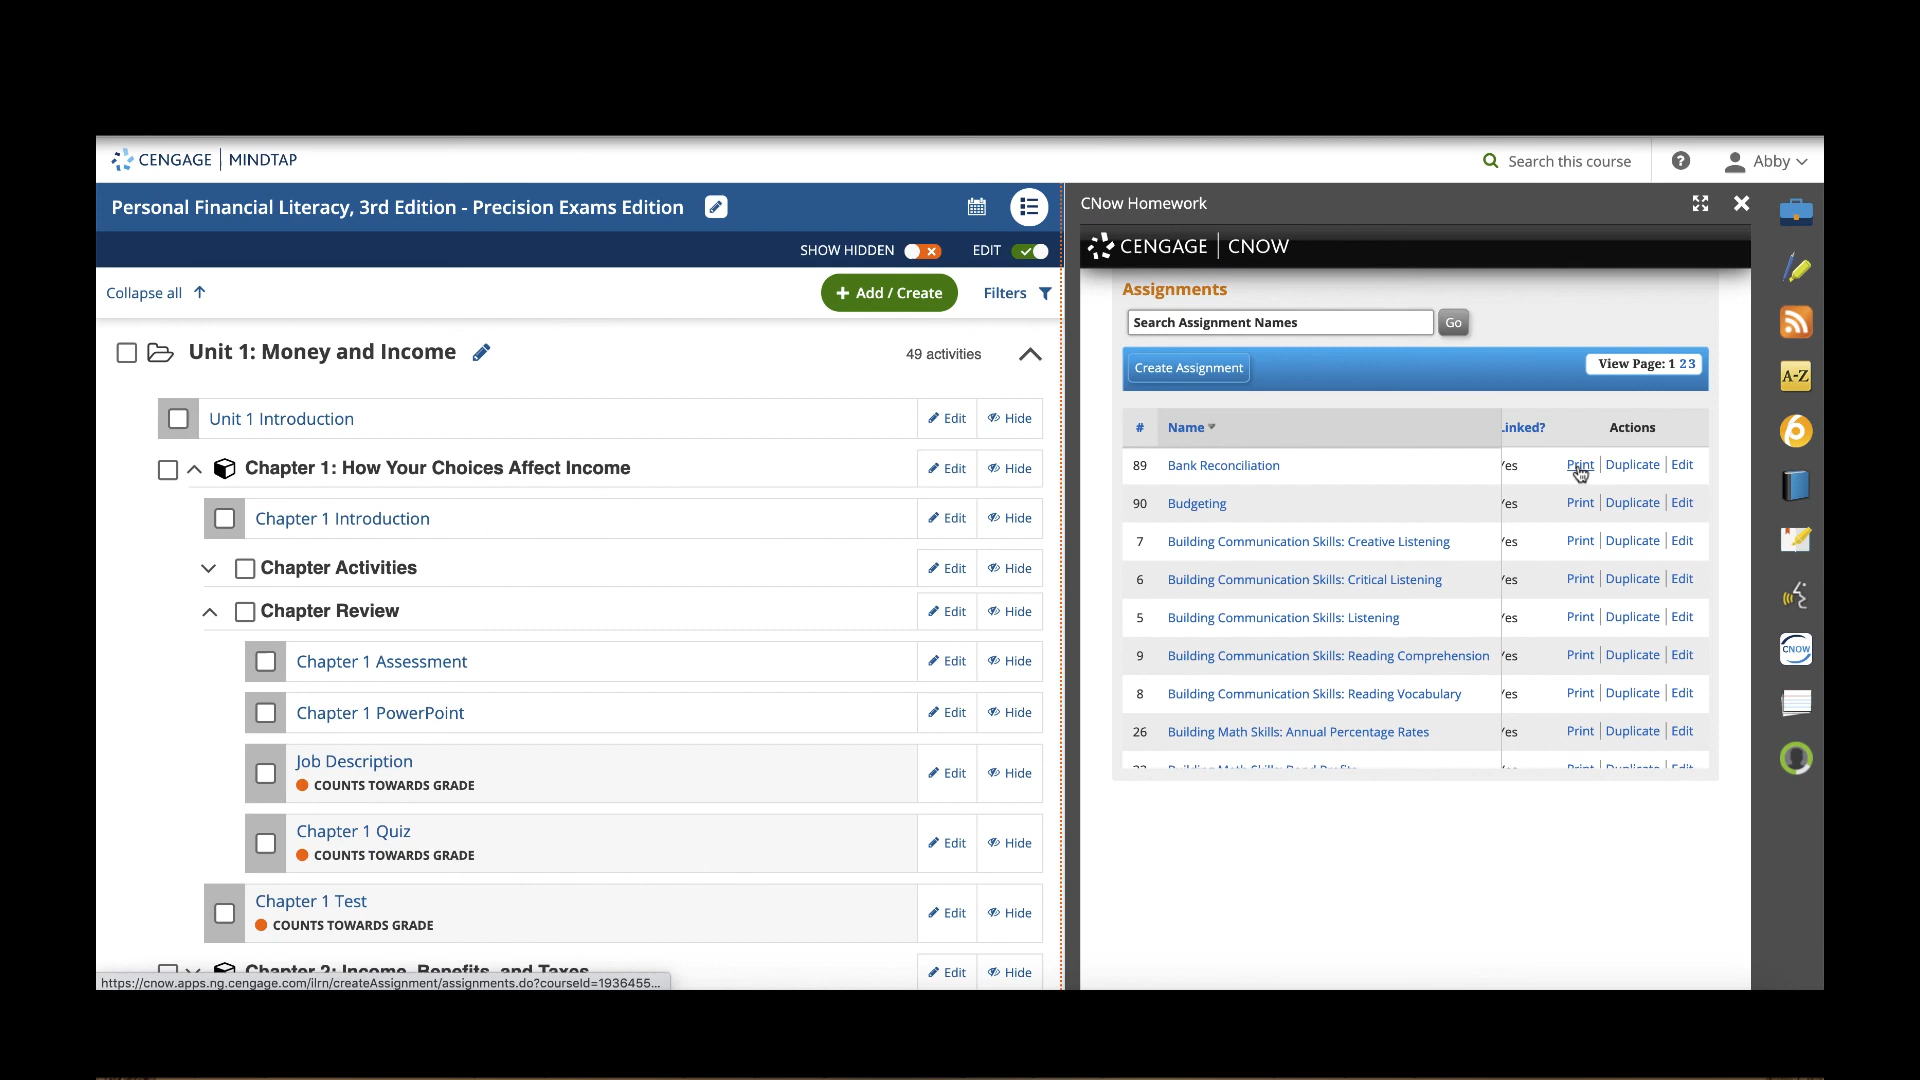 CENGAGE | MINDTAP
Search this course
Abby
Personal Financial Literacy, 3rd Edition - Precision Exams Edition
SHOW HIDDEN
EDIT
Collapse all
+ Add / Create
Filters
Unit 1: Money and Income
49 activities
Unit 1 Introduction
Edit
Hide
Chapter 1: How Your Choices Affect Income
Edit
Hide
Chapter 1 Introduction
Edit
Hide
Chapter Activities
Edit
Hide
Chapter Review
Edit
Hide
Chapter 1 Assessment
Edit
Hide
Chapter 1 PowerPoint
Edit
Hide
Job Description
COUNTS TOWARDS GRADE
Edit
Hide
Chapter 1 Quiz
COUNTS TOWARDS GRADE
Edit
Hide
Chapter 1 Test
COUNTS TOWARDS GRADE
Edit
Hide
Chapter 2: Income, Benefits, and Taxes
Edit
Hide
https://cnow.apps.ng.cengage.com/ilrn/createAssignment/assignments.do?courseId=1936455...
CNow Homework
CENGAGE | CNOW
Assignments
Search Assignment Names
Go
Create Assignment
View Page: 1 2 3
# Name Linked? Actions
89 Bank Reconciliation Yes Print | Duplicate | Edit
90 Budgeting Yes Print | Duplicate | Edit
7 Building Communication Skills: Creative Listening Yes Print | Duplicate | Edit
6 Building Communication Skills: Critical Listening Yes Print | Duplicate | Edit
5 Building Communication Skills: Listening Yes Print | Duplicate | Edit
9 Building Communication Skills: Reading Comprehension Yes Print | Duplicate | Edit
8 Building Communication Skills: Reading Vocabulary Yes Print | Duplicate | Edit
26 Building Math Skills: Annual Percentage Rates Yes Print | Duplicate | Edit
Building Math Skills: Bond Profits Print | Duplicate | Edit
A-Z
CNOW